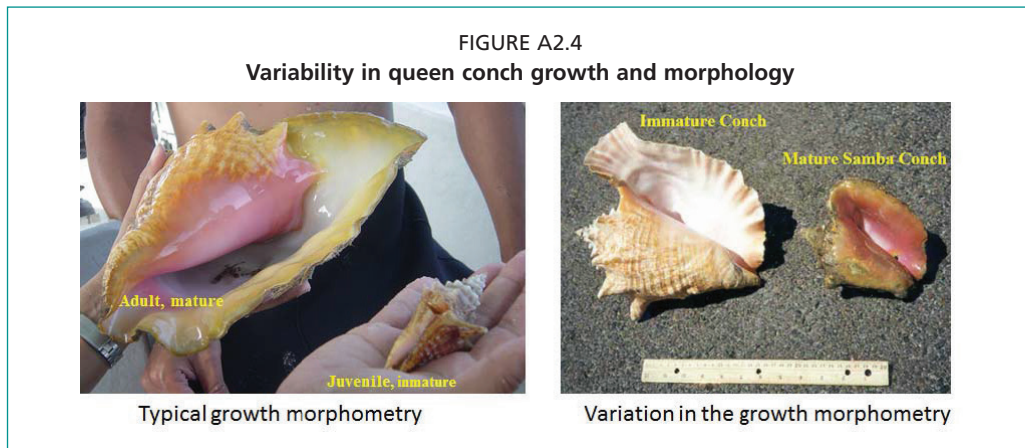 FIGURE A2.4
Variability in queen conch growth and morphology
Adult, mature
Juvenile, inmature
Typical growth morphometry
Immature Conch
Mature Samba Conch
Variation in the growth morphometry